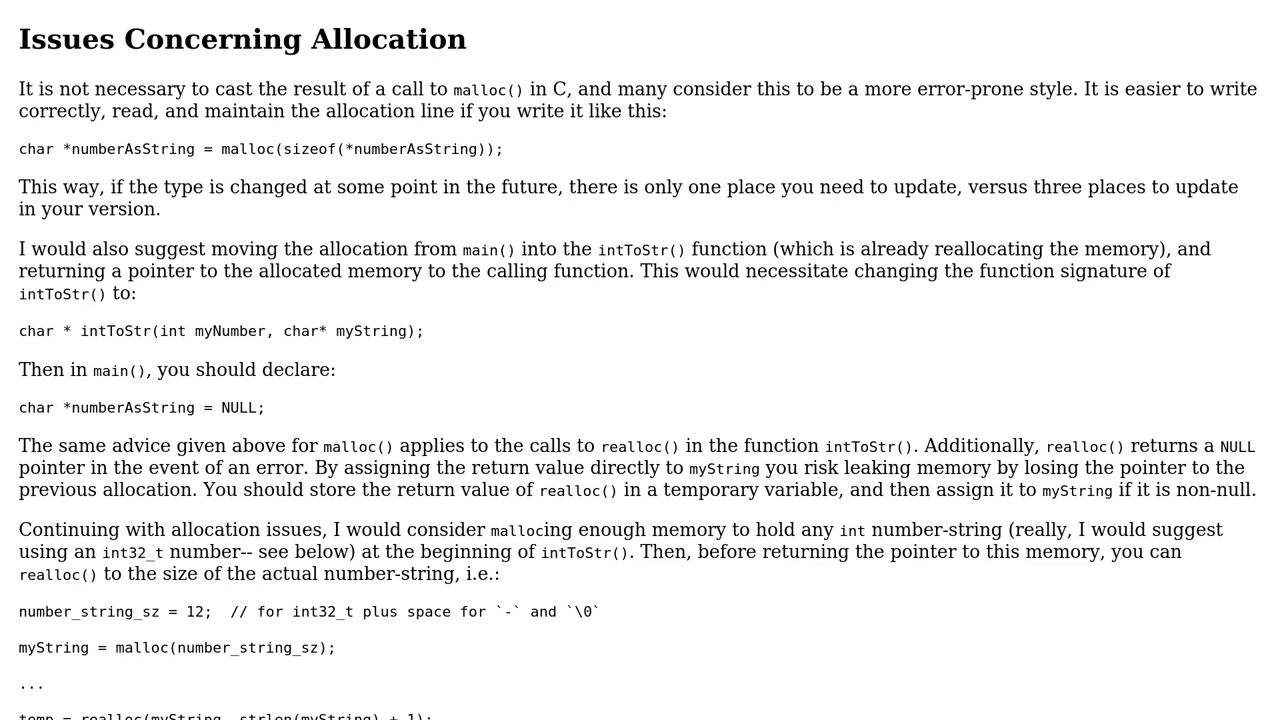 Issues Concerning Allocation
It is not necessary to cast the result of a call to malloc() in C, and many consider this to be a more error-prone style. It is easier to write
correctly, read, and maintain the allocation line if you write it like this:
char *numberAsString = malloc(sizeof(*numberAsString));
This way, if the type is changed at some point in the future, there is only one place you need to update, versus three places to update
in your version.
I would also suggest moving the allocation from main() into the intToStr() function (which is already reallocating the memory), and
returning a pointer to the allocated memory to the calling function. This would necessitate changing the function signature of
intToStr() to:
char * intToStr(int myNumber, char* myString);
Then in main(), you should declare:
char *numberAsString = NULL;
The same advice given above for malloc() applies to the calls to realloc() in the function intToStr(). Additionally, realloc() returns a NULL
pointer in the event of an error. By assigning the return value directly to myString you risk leaking memory by losing the pointer to the
previous allocation. You should store the return value of realloc() in a temporary variable, and then assign it to myString if it is non-null.
Continuing with allocation issues, I would consider mallocing enough memory to hold any int number-string (really, I would suggest
using an int32_t number-- see below) at the beginning of intToStr(). Then, before returning the pointer to this memory, you can
realloc() to the size of the actual number-string, i.e.:
number_string_sz = 12;  // for int32_t plus space for `-` and `\0`
myString = malloc(number_string_sz);
...
temp = realloc(myString, strlen(myString) + 1);